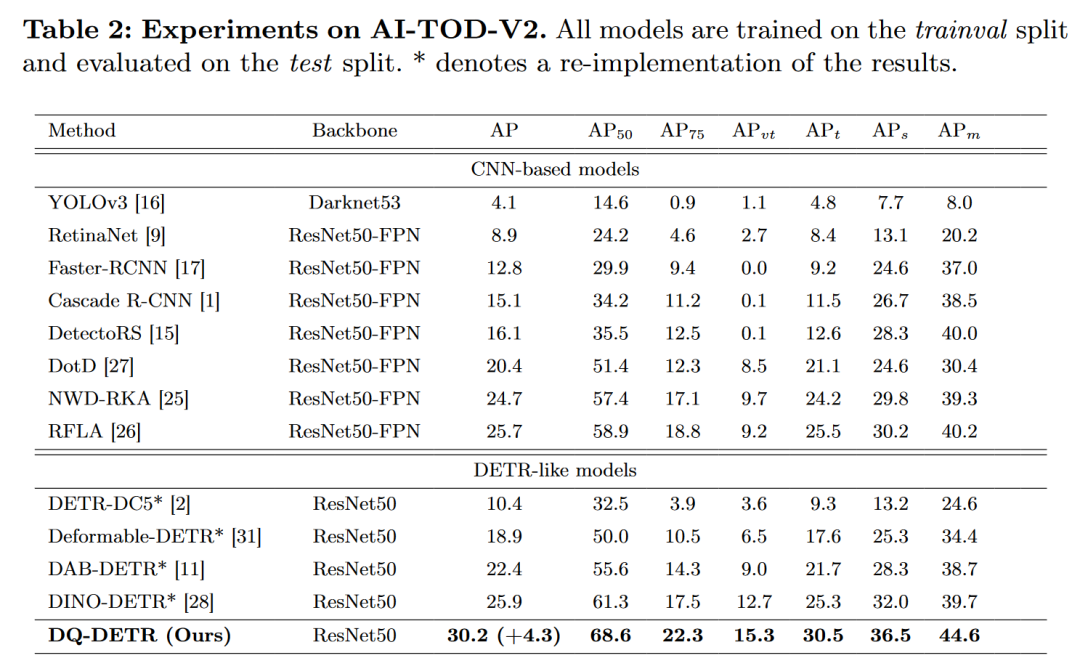 Table 2: Experiments on AI-TOD-V2. All models are trained on the trainval split
and evaluated on the test split. * denotes a re-implementation of the results.
Method Backbone AP AP50 AP75 APvt APt APs APm
CNN-based models
YOLOv3 [16] Darknet53 4.1 14.6 0.9 1.1 4.8 7.7 8.0
RetinaNet [9] ResNet50-FPN 8.9 24.2 4.6 2.7 8.4 13.1 20.2
Faster-RCNN [17] ResNet50-FPN 12.8 29.9 9.4 0.0 9.2 24.6 37.0
Cascade R-CNN [1] ResNet50-FPN 15.1 34.2 11.2 0.1 11.5 26.7 38.5
DetectoRS [15] ResNet50-FPN 16.1 35.5 12.5 0.1 12.6 28.3 40.0
DotD [27] ResNet50-FPN 20.4 51.4 12.3 8.5 21.1 24.6 30.4
NWD-RKA [25] ResNet50-FPN 24.7 57.4 17.1 9.7 24.2 29.8 39.3
RFLA [26] ResNet50-FPN 25.7 58.9 18.8 9.2 25.5 30.2 40.2
DETR-like models
DETR-DC5* [2] ResNet50 10.4 32.5 3.9 3.6 9.3 13.2 24.6
Deformable-DETR* [31] ResNet50 18.9 50.0 10.5 6.5 17.6 25.3 34.4
DAB-DETR* [11] ResNet50 22.4 55.6 14.3 9.0 21.7 28.3 38.7
DINO-DETR* [28] ResNet50 25.9 61.3 17.5 12.7 25.3 32.0 39.7
DQ-DETR (Ours) ResNet50 30.2 (+4.3) 68.6 22.3 15.3 30.5 36.5 44.6